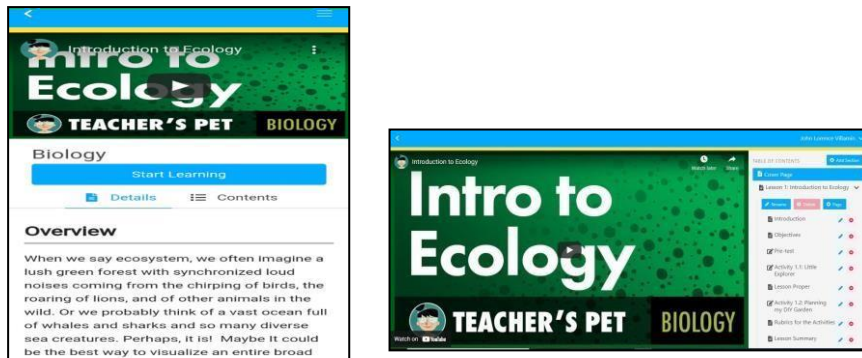 Introduction to Ecology
Intro to
Ecology
TEACHER'S PET BIOLOGY
Biology
Start Learning
Details Contents
Overview
When we say ecosystem, we often imagine a
lush green forest with synchronized loud
noises coming from the chirping of birds, the
roaring of lions, and of other animals in the
wild. Or we probably think of a vast ocean full
of whales and sharks and so many diverse
sea creatures. Perhaps, it is! Maybe It could
be the best way to visualize an entire broad
Introduction to Ecology
Watch later Share
Intro to
Ecology
TEACHER'S PET BIOLOGY
Watch on YouTube
TABLE OF CONTENTS Add Section
Cover Page
Lesson 1: Introduction to Ecology
Rename Delete Page
Introduction
Objectives
Pre-test
Activity 1.1: Little
Explorer
Lesson Proper
Activity 1.2: Planning
my DIY Garden
Rubrics for the Activities
Lesson Summary